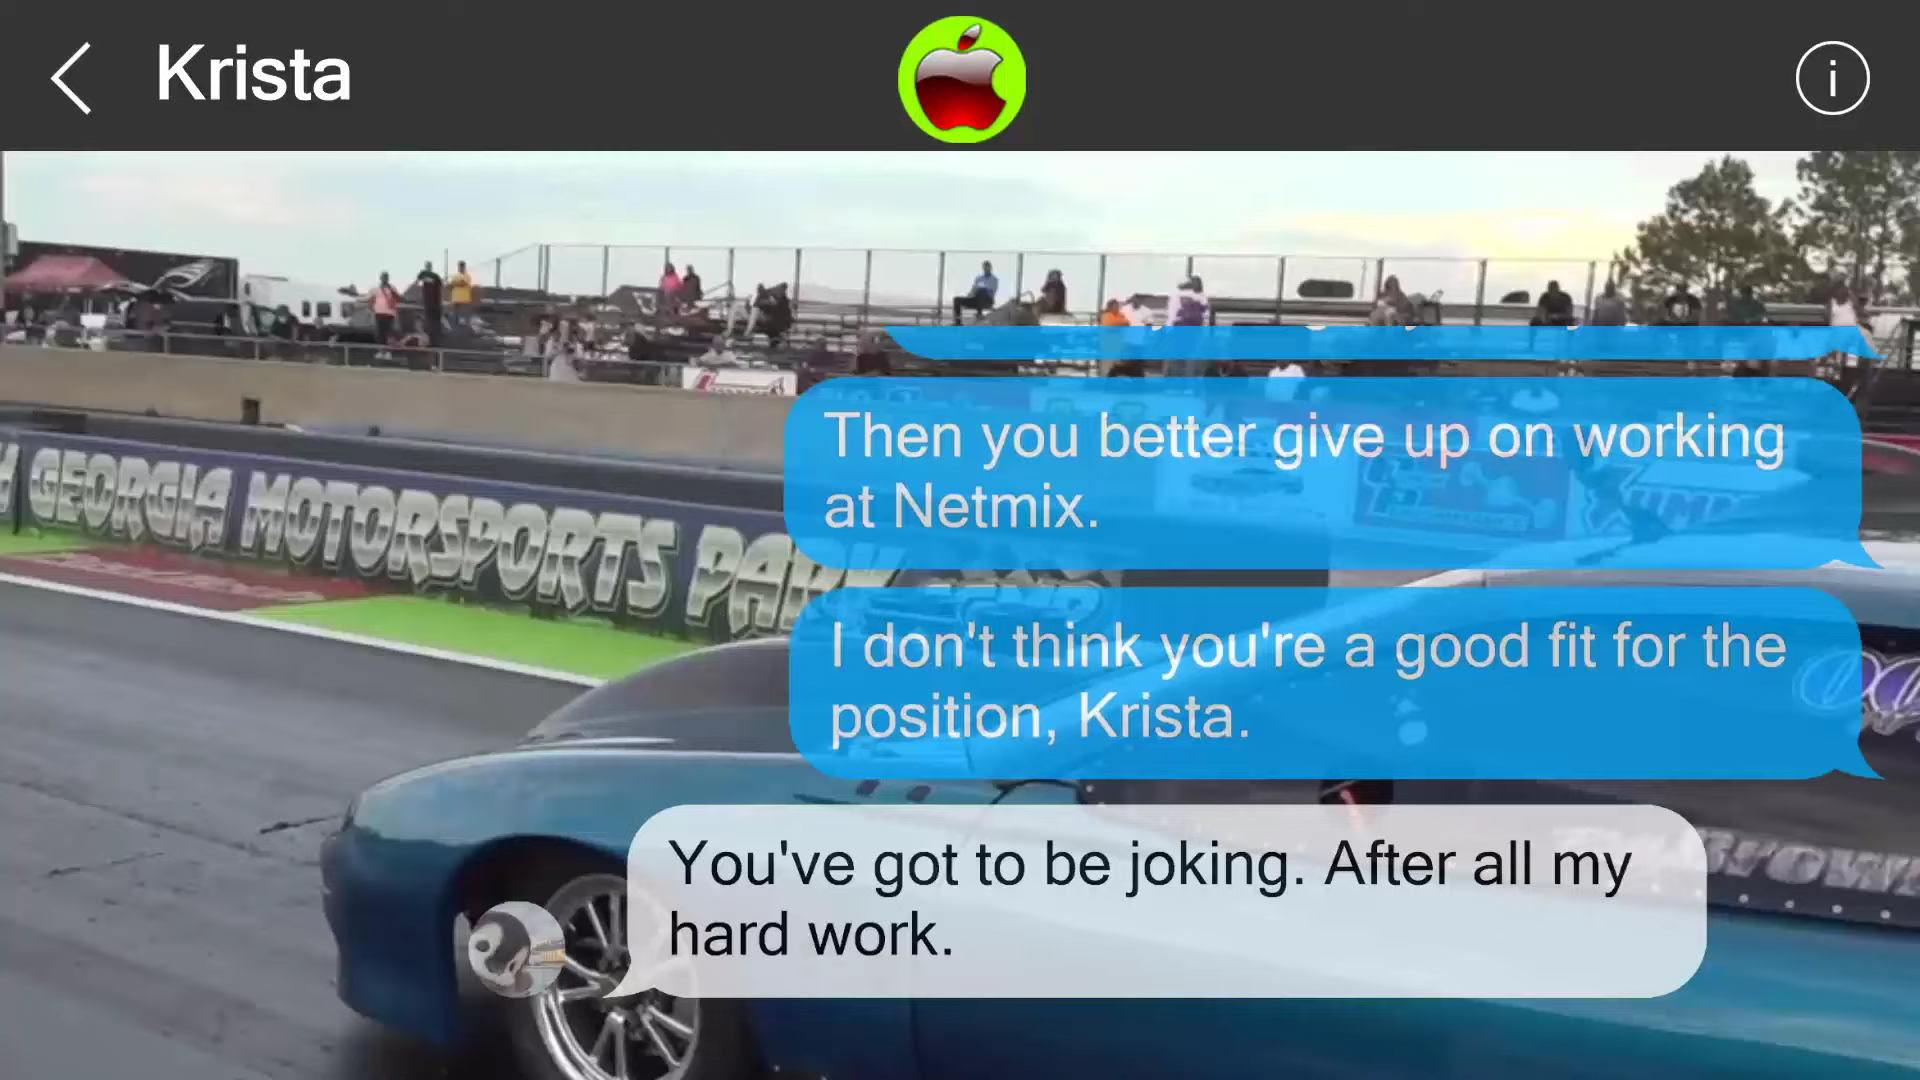 Krista
Then you better give up on working
at Netmix.
I don't think you're a good fit for the
position, Krista.
GEORGIA MOTORSPORTS PARK
You've got to be joking. After all my
hard work.